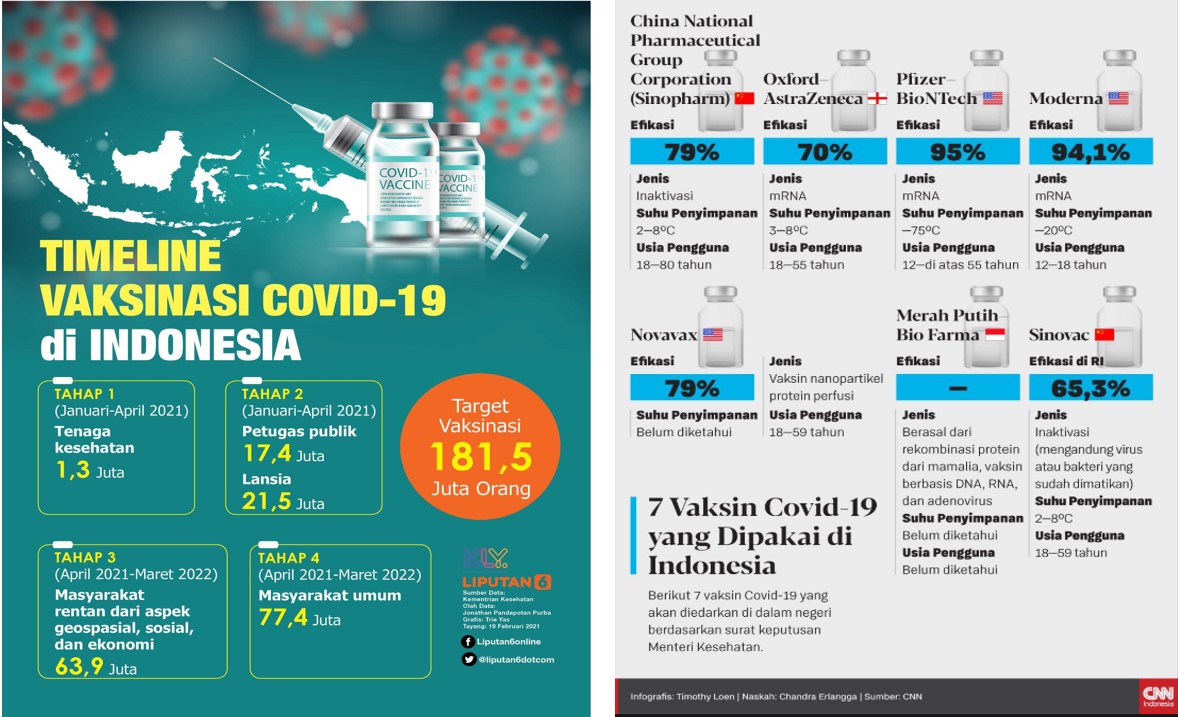 COVID-19
VACCINE
COVID-19
VACCINE
TIMELINE
VAKSINASI COVID-19
di INDONESIA
TAHAP 1
(Januari-April 2021)
Tenaga
kesehatan
1,3 Juta
TAHAP 2
(Januari-April 2021)
Petugas publik
17,4 Juta
Lansia
21,5 Juta
Target
Vaksinasi
181,5
Juta Orang
TAHAP 3
(April 2021-Maret 2022)
Masyarakat
rentan dari aspek
geospasial, sosial,
dan ekonomi
63,9 Juta
TAHAP 4
(April 2021-Maret 2022)
Masyarakat umum
77,4 Juta
KLY.
LIPUTAN 6
Sumber Data:
Kementrian Kesehatan
Olah Data:
Jonathan Pandapotan Purba
Grafis: Trie Yas
Tayang: 19 Februari 2021
Liputan6online
@liputan6dotcom
China National
Pharmaceutical
Group
Corporation
(Sinopharm)
Efikasi
79%
Jenis
Inaktivasi
Suhu Penyimpanan
2–8ºC
Usia Pengguna
18–80 tahun
Oxford–
AstraZeneca
Efikasi
70%
Jenis
mRNA
Suhu Penyimpanan
3–8ºC
Usia Pengguna
18–55 tahun
Pfizer–
BioNTech
Efikasi
95%
Jenis
mRNA
Suhu Penyimpanan
–75ºC
Usia Pengguna
12–di atas 55 tahun
Moderna
Efikasi
94,1%
Jenis
mRNA
Suhu Penyimpanan
–20ºC
Usia Pengguna
12–18 tahun
Novavax
Efikasi
79%
Suhu Penyimpanan
Belum diketahui
Jenis
Vaksin nanopartikel
protein perfusi
Usia Pengguna
18–59 tahun
Merah Putih–
Bio Farma
Efikasi
–
Jenis
Berasal dari
rekombinasi protein
dari mamalia, vaksin
berbasis DNA, RNA,
dan adenovirus
Suhu Penyimpanan
Belum diketahui
Usia Pengguna
Belum diketahui
Sinovac
Efikasi di RI
65,3%
Jenis
Inaktivasi
(mengandung virus
atau bakteri yang
sudah dimatikan)
Suhu Penyimpanan
2–8ºC
Usia Pengguna
18–59 tahun
7 Vaksin Covid-19
yang Dipakai di
Indonesia
Berikut 7 vaksin Covid-19 yang
akan diedarkan di dalam negeri
berdasarkan surat keputusan
Menteri Kesehatan.
Infografis: Timothy Loen | Naskah: Chandra Erlangga | Sumber: CNN
CNN
Indonesia